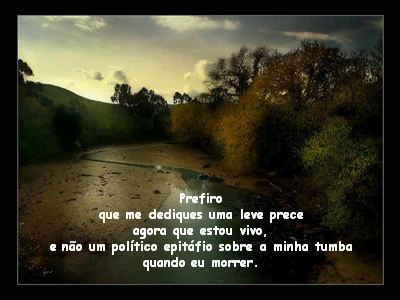 Prefiro
que me dediques uma leve prece
agora que estou vivo,
e não um político epitáfio sobre a minha tumba
quando eu morrer.